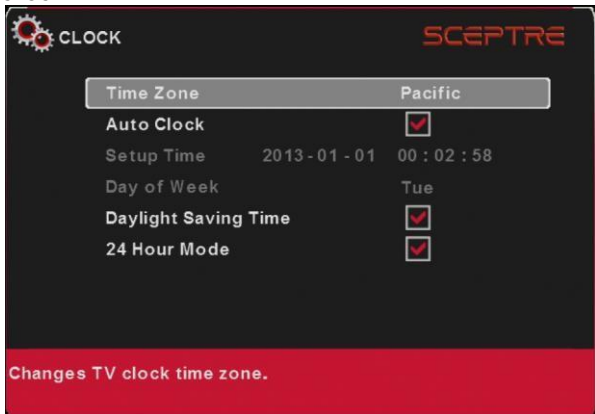 CLOCK SCEPTRE
Time Zone Pacific
Auto Clock
Setup Time 2013-01-01 00:02:58
Day of Week Tue
Daylight Saving Time
24 Hour Mode
Changes TV clock time zone.